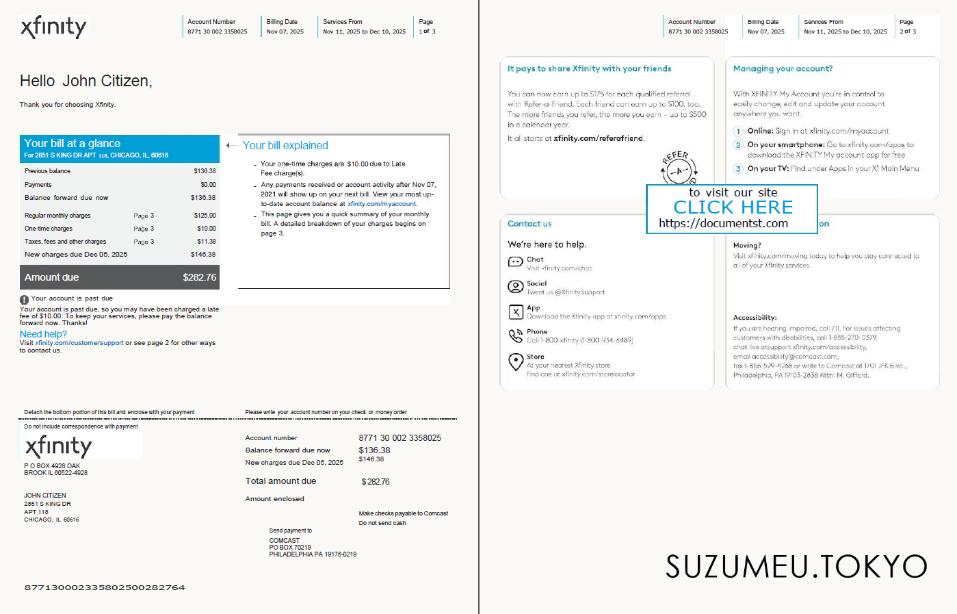 xfinity
Account Number
8771 30 002 3358025
Billing Date
Nov 07, 2025
Services From
Nov 11, 2025 to Dec 10, 2025
Page
1 of 3
Hello John Citizen,
Thank you for choosing Xfinity.
Your bill at a glance
For 2851 S KING DR APT 118, CHICAGO, IL 60616
Previous balance $136.38
Payments $0.00
Balance forward due now $136.38
Regular monthly charges Page 3 $125.00
One-time charges Page 3 $10.00
Taxes, fees and other charges Page 3 $11.38
New charges due Dec 05, 2025 $146.38
Amount due $282.76
! Your account is past due
Your account is past due, so you may have been charged a late
fee of $10.00. To keep your services, please pay the balance
forward now. Thanks!
Need help?
Visit xfinity.com/customersupport or see page 2 for other ways
to contact us.
Your bill explained
- Your one-time charges are $10.00 due to Late
Fee charge(s).
- Any payments received or account activity after Nov 07,
2021 will show up on your next bill. View your most up-
to-date account balance at xfinity.com/myaccount.
- This page gives you a quick summary of your monthly
bill. A detailed breakdown of your charges begins on
page 3.
Detach the bottom portion of this bill and enclose with your payment
Please write your account number on your check or money order
Do not include correspondence with payment
xfinity
P O BOX 4928 OAK
BROOK IL 60522-4928
JOHN CITIZEN
2851 S KING DR
APT 118
CHICAGO, IL 60616
Account number 8771 30 002 3358025
Balance forward due now $136.38
New charges due Dec 05, 2025 $146.38
Total amount due $282.76
Amount enclosed
Make checks payable to Comcast
Do not send cash
Send payment to
COMCAST
PO BOX 70219
PHILADELPHIA PA 19176-0219
877130002335802500282764
Account Number
8771 30 002 3358025
Billing Date
Nov 07, 2025
Services From
Nov 11, 2025 to Dec 10, 2025
Page
2 of 3
It pays to share Xfinity with your friends
You can now earn up to $175 for each qualified referral
with Refer-a-Friend. Each friend can earn up to $100, too.
The more friends you refer, the more you earn – up to $500
in a calendar year.
It all starts at xfinity.com/referafriend.
REFER
-A-
Managing your account?
With XFINITY My Account you're in control to
easily change, edit and update your account
anywhere you want.
1 Online: Sign in at xfinity.com/myaccount
2 On your smartphone: Go to xfinity.com/apps to
download the XFINITY My account app for free
3 On your TV: Find under Apps in your X1 Main Menu
to visit our site
CLICK HERE
https://documentst.com
Contact us
We're here to help.
Chat
Visit xfinity.com/chat
Social
Tweet us @XfinitySupport
App
Download the Xfinity app at xfinity.com/apps
Phone
Call 1-800-xfinity (1-800-934-6489)
Store
At your nearest Xfinity store
Find one at xfinity.com/storelocator
on
Moving?
Visit xfinity.com/moving today to help you stay connected to
all of your Xfinity services.
Accessibility:
If you are hearing impaired, call 711. For issues affecting
customers with disabilities, call 1-855-270-0379,
chat live at support.xfinity.com/accessibility,
email accessibility@comcast.com,
fax 1-866-599-4268 or write to Comcast at 1701 JFK Blvd.,
Philadelphia, PA 19103-2838 Attn: M. Gifford.
SUZUMEU.TOKYO